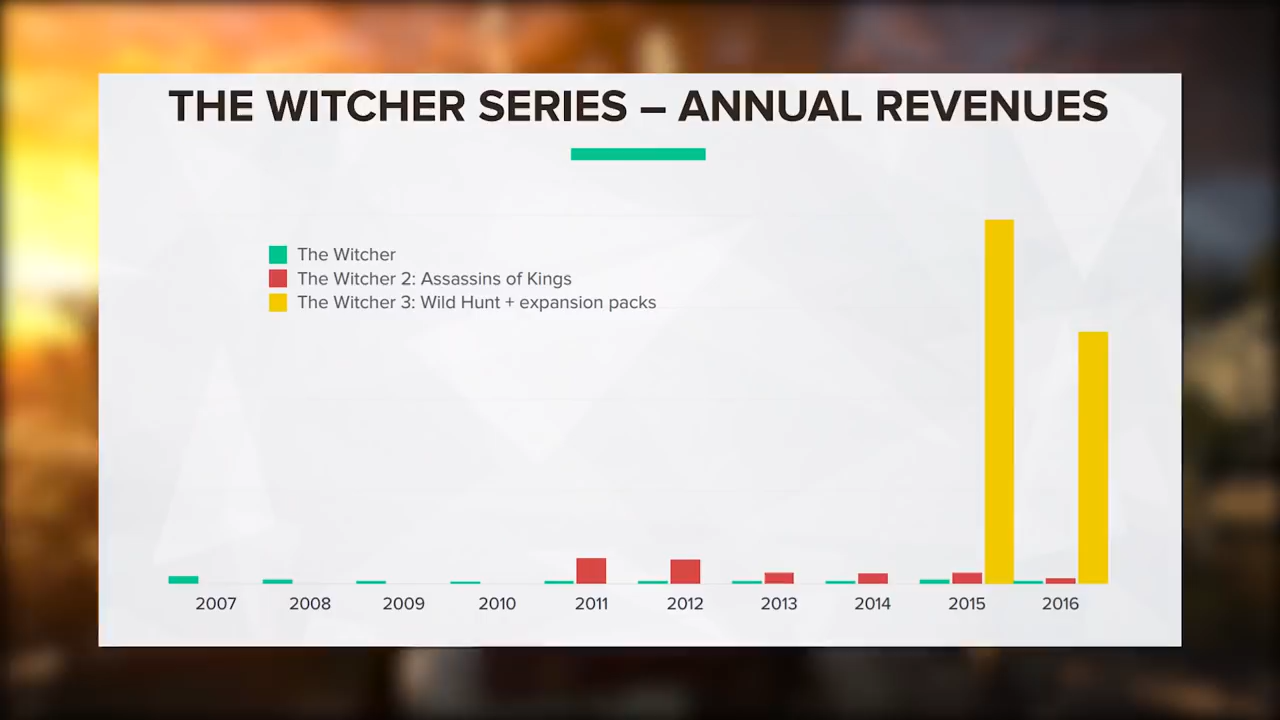 THE WITCHER SERIES – ANNUAL REVENUES
The Witcher
The Witcher 2: Assassins of Kings
The Witcher 3: Wild Hunt + expansion packs
2007 2008 2009 2010 2011 2012 2013 2014 2015 2016